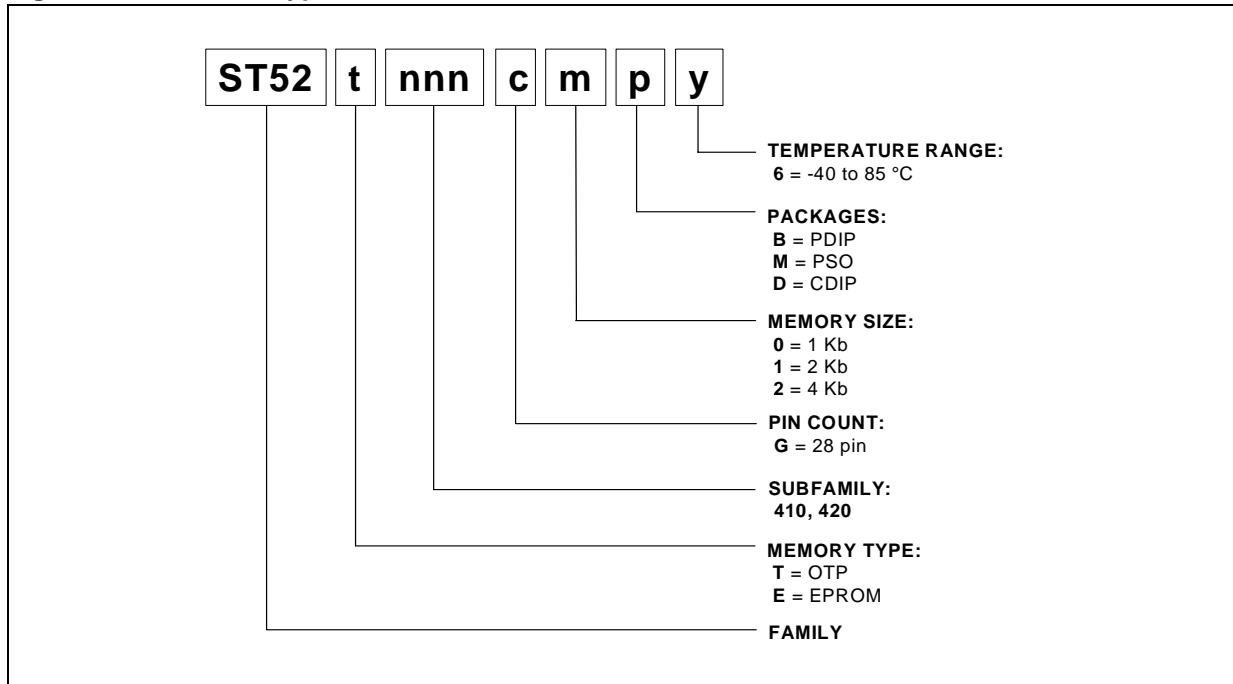 ST52 t nnn c m p y
TEMPERATURE RANGE:
6 = -40 to 85 °C
PACKAGES:
B = PDIP
M = PSO
D = CDIP
MEMORY SIZE:
0 = 1 Kb
1 = 2 Kb
2 = 4 Kb
PIN COUNT:
G = 28 pin
SUBFAMILY:
410, 420
MEMORY TYPE:
T = OTP
E = EPROM
FAMILY